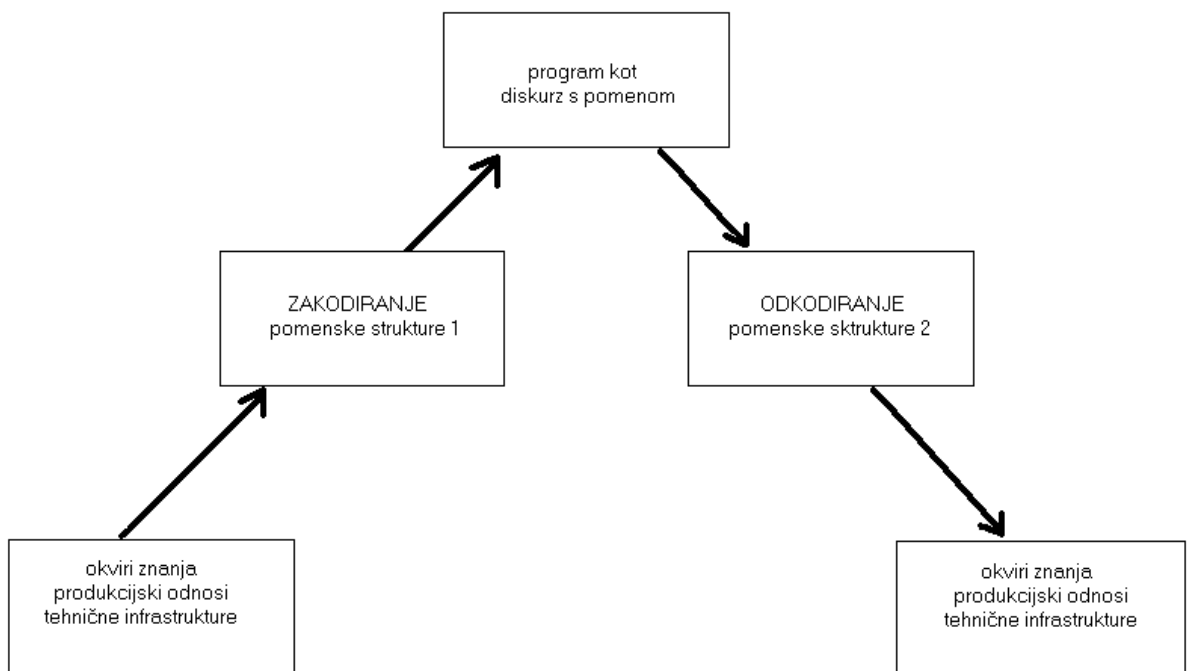 program kot
diskurz s pomenom
ZAKODIRANJE
pomenske strukture 1
ODKODIRANJE
pomenske sktrukture 2
okviri znanja
produkcijski odnosi
tehnične infrastrukture
okviri znanja
produkcijski odnosi
tehnične infrastrukture